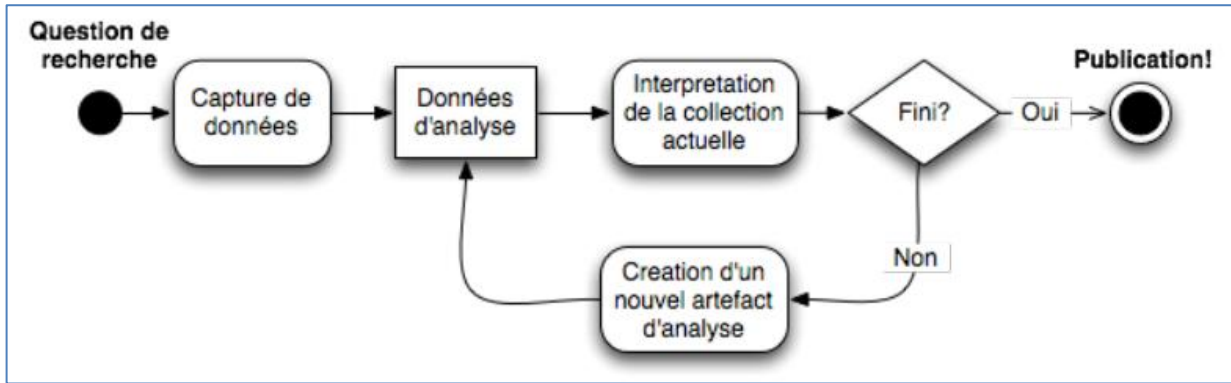 Question de
recherche
Capture de
données
Données
d'analyse
Interpretation
de la collection
actuelle
Fini?
Oui
Publication!
Non
Creation d'un
nouvel artefact
d'analyse